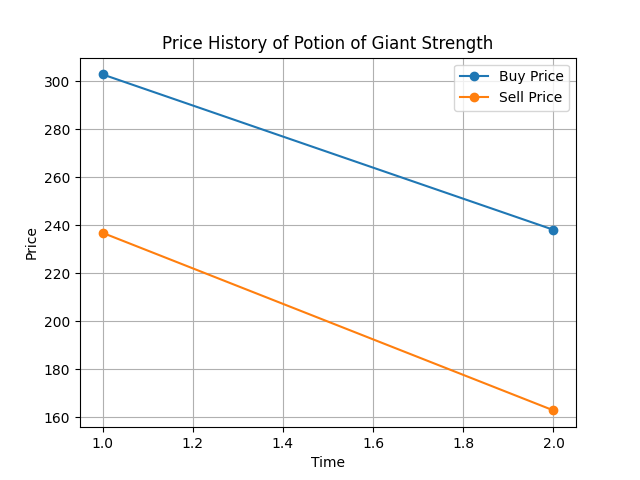 Price History of Potion of Giant Strength
Buy Price
Sell Price
Price
300
280
260
240
220
200
180
160
1.0 1.2 1.4 1.6 1.8 2.0
Time